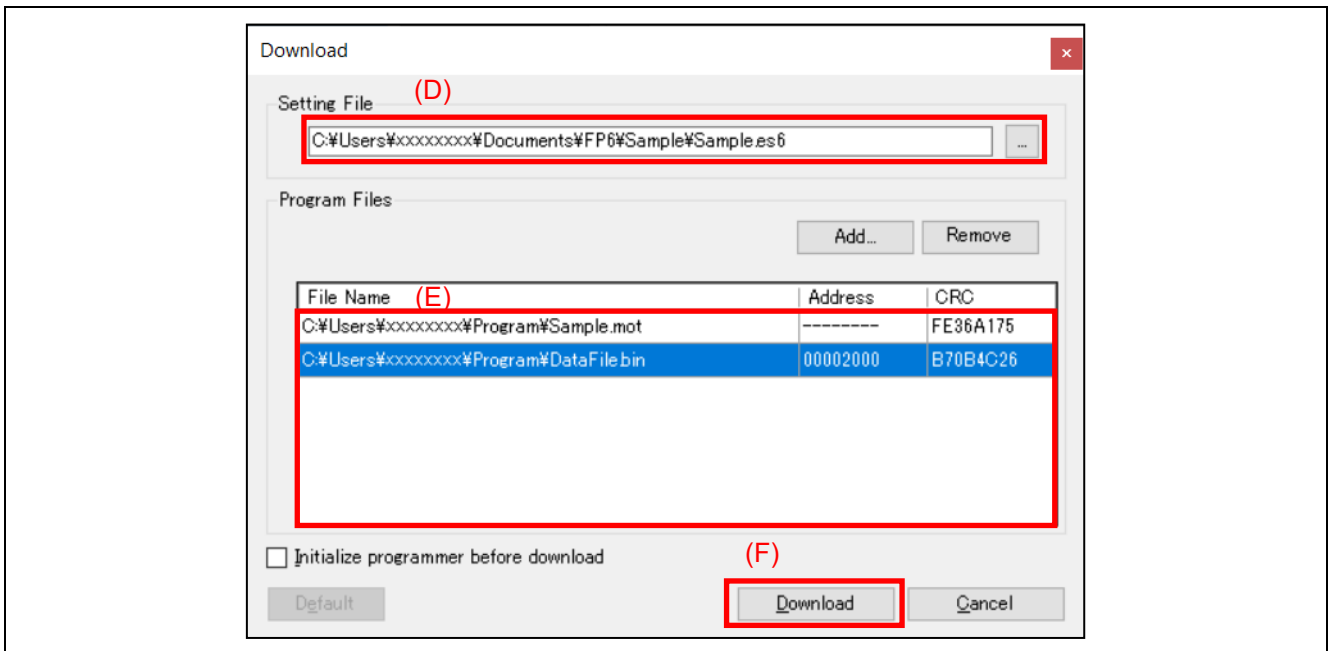 Download
×
(D)
Setting File
C:¥Users¥xxxxxxxx¥Documents¥FP6¥Sample¥Sample.es6
...
Program Files
Add... Remove
File Name (E) Address CRC
C:¥Users¥xxxxxxxx¥Program¥Sample.mot -------- FE36A175
C:¥Users¥xxxxxxxx¥Program¥DataFile.bin 00002000 B70B4C26
Initialize programmer before download
(F)
Default Download Cancel